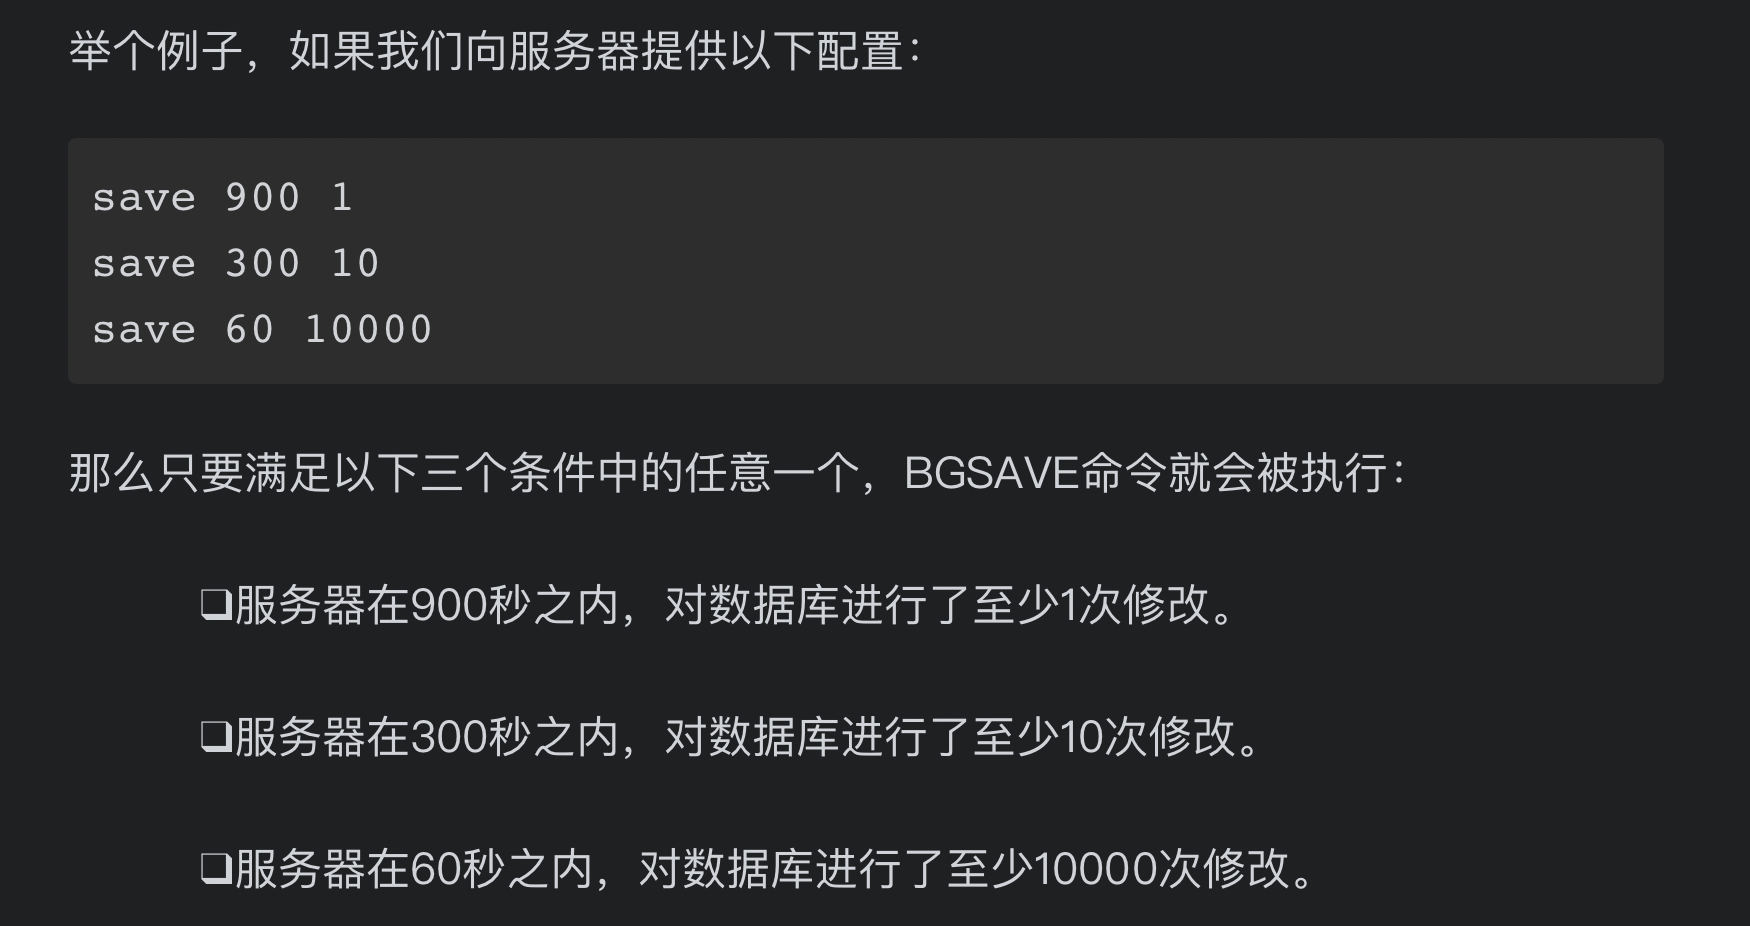 举个例子，如果我们向服务器提供以下配置：
save 900 1
save 300 10
save 60 10000
那么只要满足以下三个条件中的任意一个，BGSAVE命令就会被执行：
❏服务器在900秒之内，对数据库进行了至少1次修改。
❏服务器在300秒之内，对数据库进行了至少10次修改。
❏服务器在60秒之内，对数据库进行了至少10000次修改。